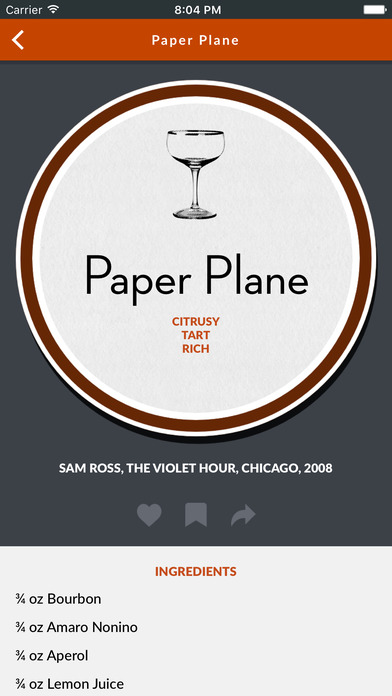 Carrier 8:04 PM
Paper Plane
Paper Plane
CITRUSY
TART
RICH
SAM ROSS, THE VIOLET HOUR, CHICAGO, 2008
INGREDIENTS
¾ oz Bourbon
¾ oz Amaro Nonino
¾ oz Aperol
¾ oz Lemon Juice